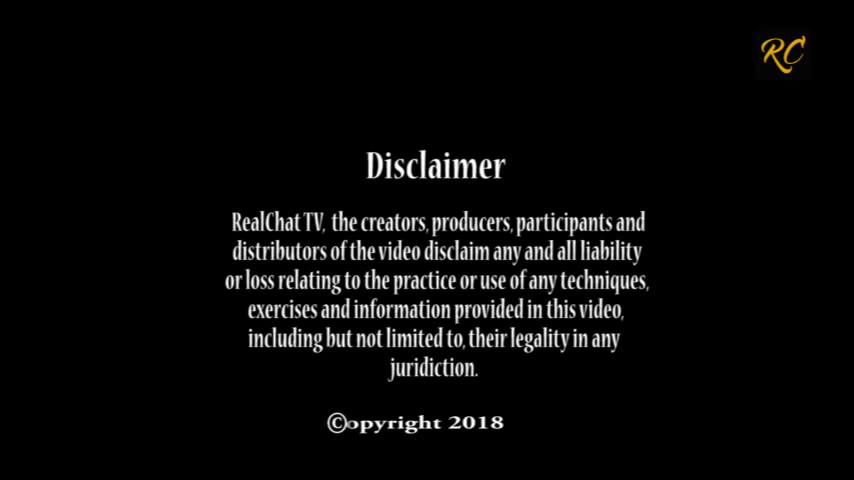 RC
Disclaimer
RealChat TV, the creators, producers, participants and
distributors of the video disclaim any and all liability
or loss relating to the practice or use of any techniques,
exercises and information provided in this video,
including but not limited to, their legality in any
juridiction.
©opyright 2018